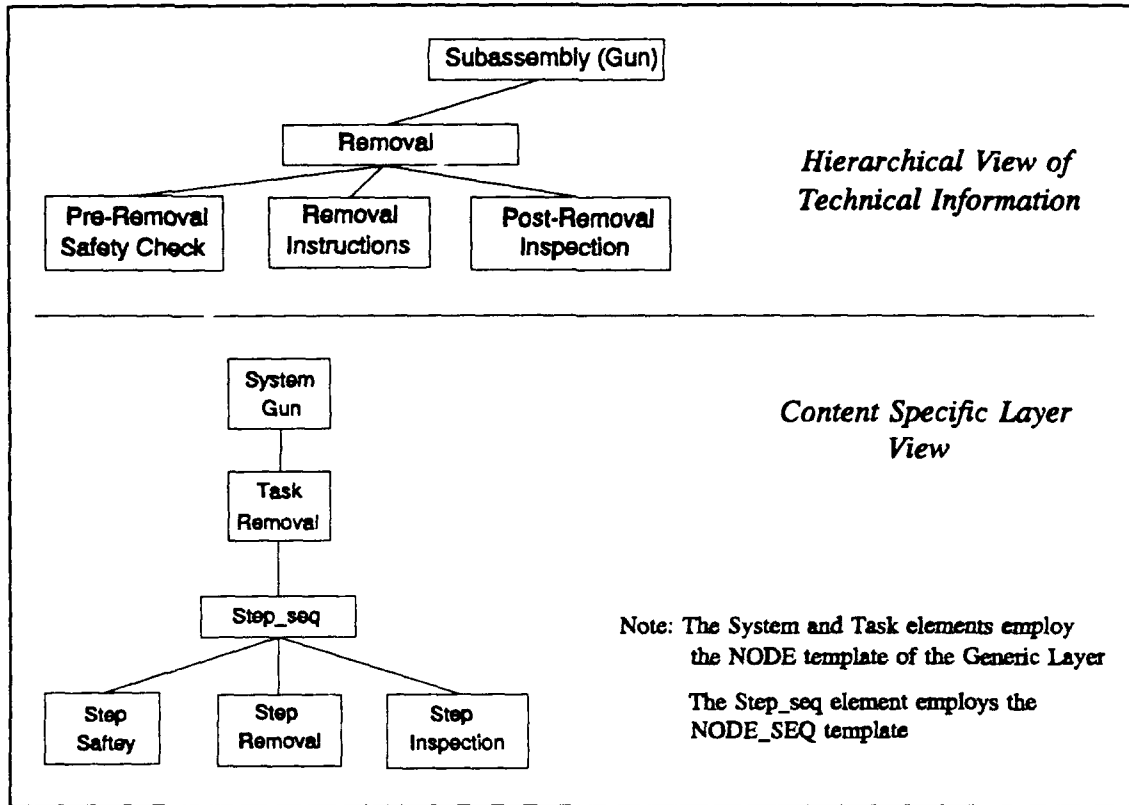 Subassembly (Gun)
Removal
Hierarchical View of
Technical Information
Pre-Removal
Safety Check
Removal
Instructions
Post-Removal
Inspection
System
Gun
Content Specific Layer
View
Task
Removal
Step_seq
Note: The System and Task elements employ
the NODE template of the Generic Layer
The Step_seq element employs the
NODE_SEQ template
Step
Saftey
Step
Removal
Step
Inspection